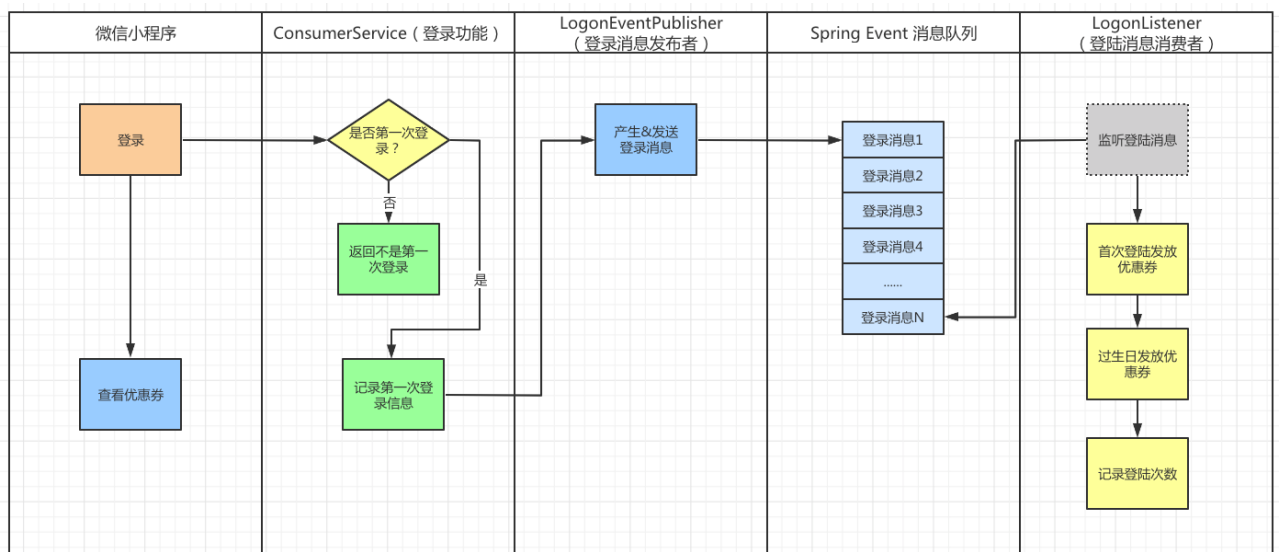 微信小程序
ConsumerService（登录功能）
LogonEventPublisher
（登录消息发布者）
Spring Event 消息队列
LogonListener
（登陆消息消费者）
登录
是否第一次登
录？
产生&发送
登录消息
登录消息1
登录消息2
登录消息3
登录消息4
......
登录消息N
监听登陆消息
否
返回不是第一
次登录
是
首次登陆发放
优惠券
过生日发放优
惠券
查看优惠券
记录第一次登
录信息
记录登陆次数